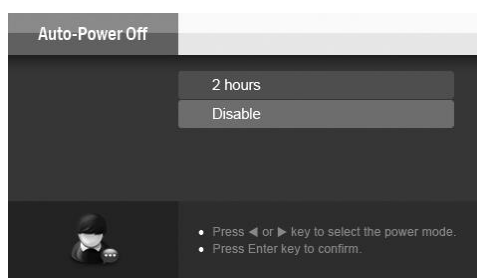 Auto-Power Off
2 hours
Disable
• Press ◀ or ▶ key to select the power mode.
• Press Enter key to confirm.